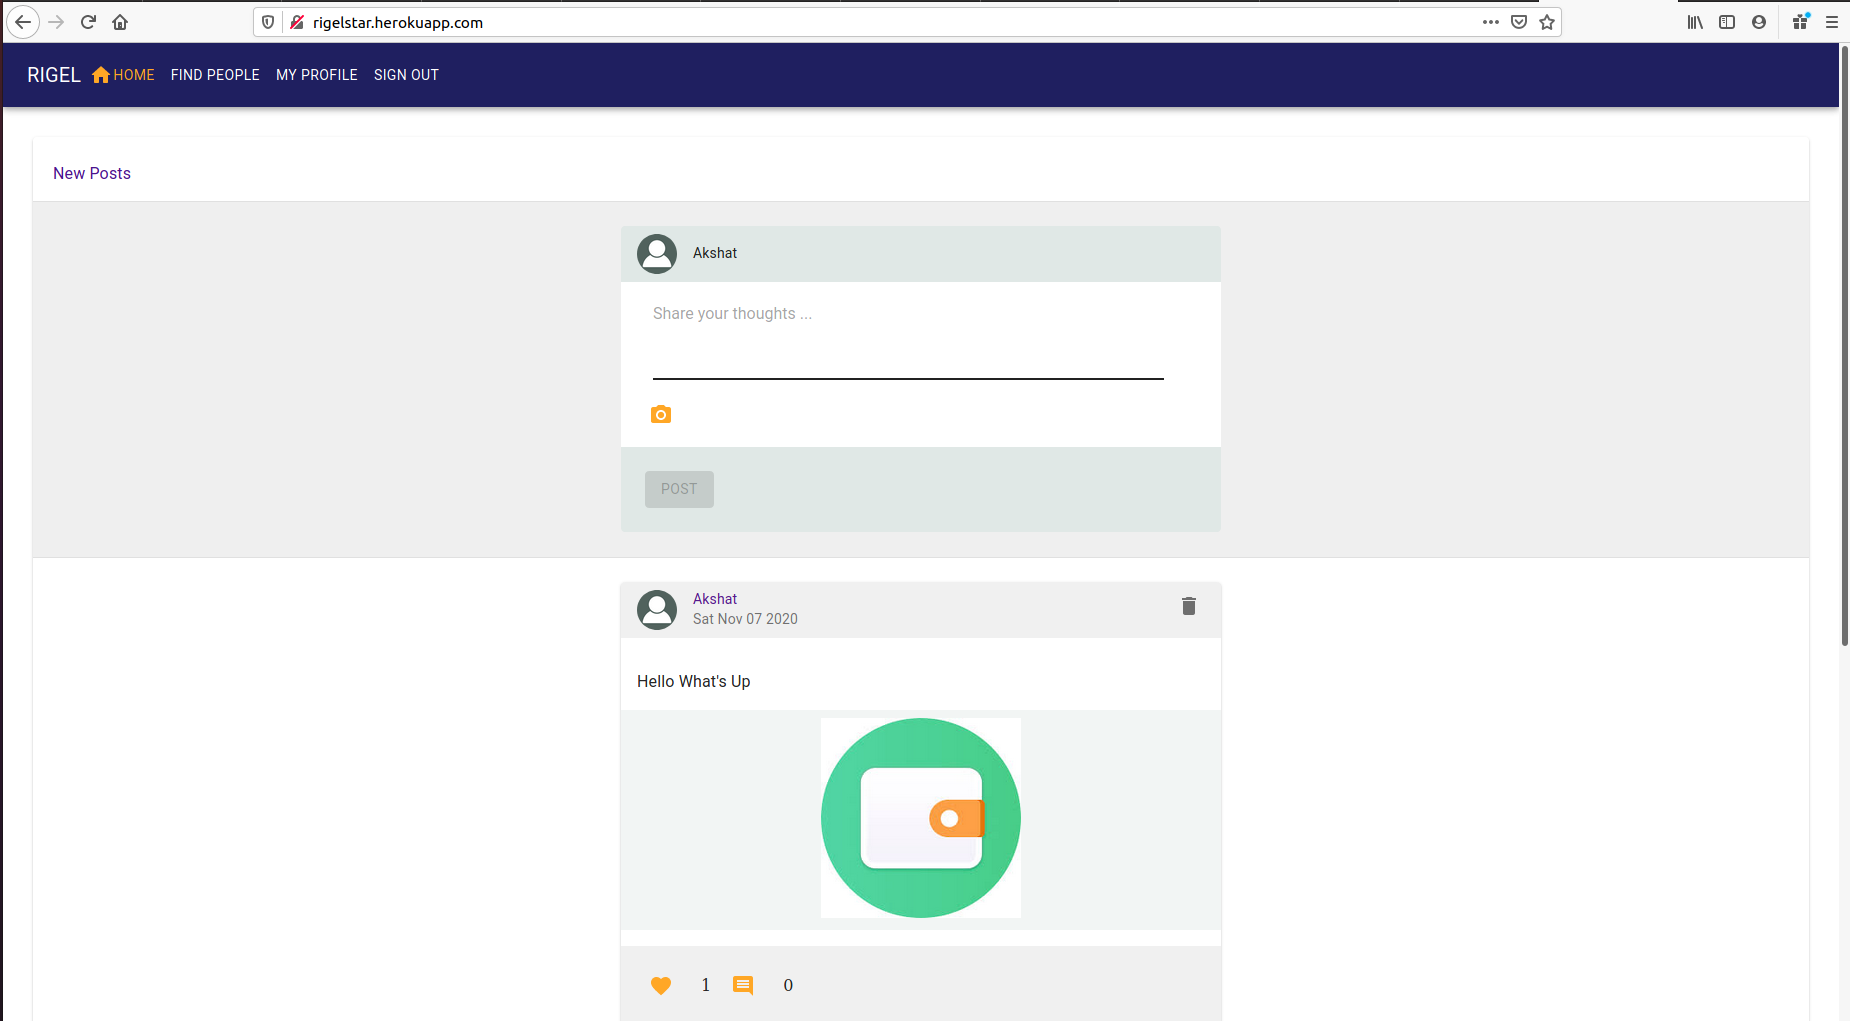 rigelstar.herokuapp.com
RIGEL HOME FIND PEOPLE MY PROFILE SIGN OUT
New Posts
Akshat
Share your thoughts ...
POST
Akshat
Sat Nov 07 2020
Hello What's Up
1 0